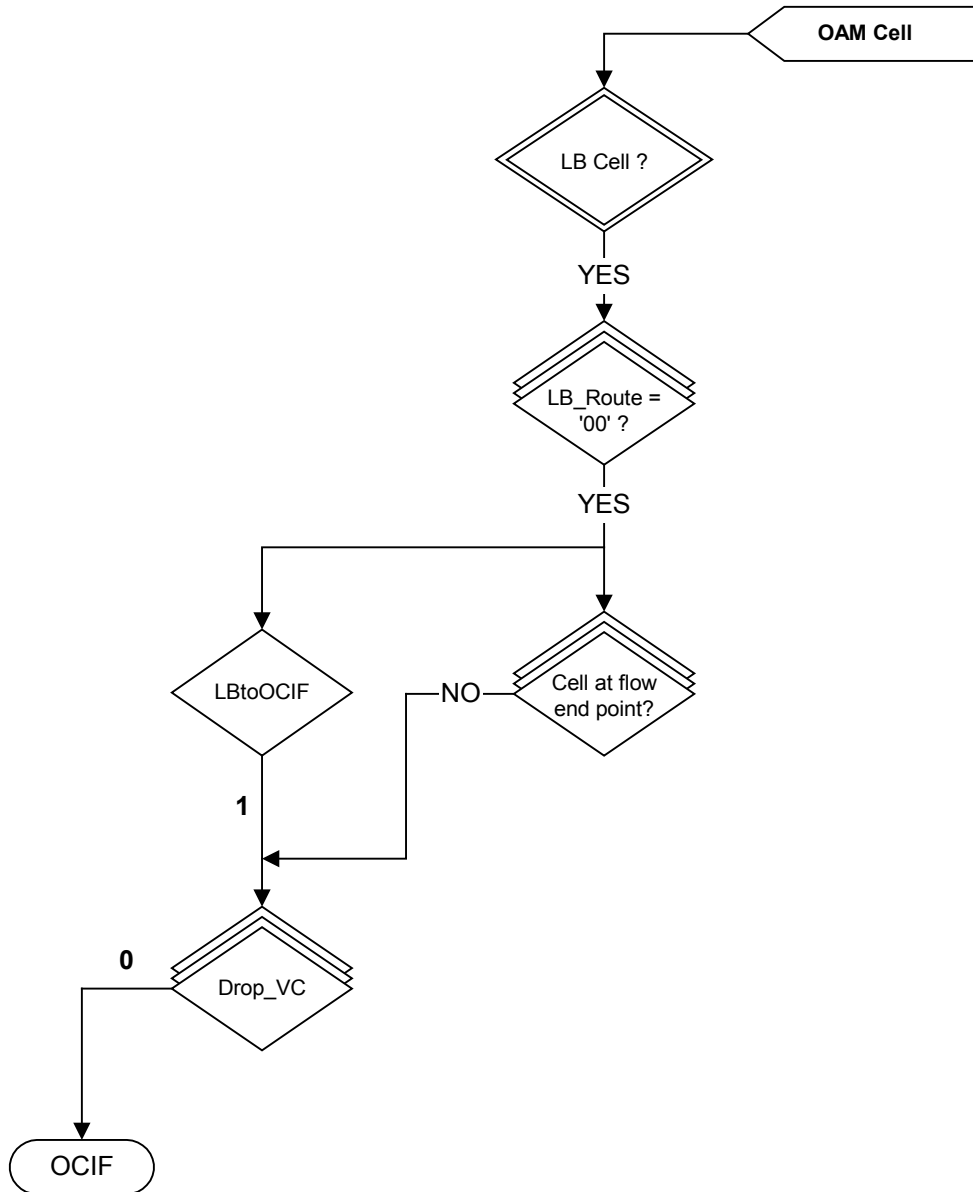 OAM Cell
LB Cell ?
YES
LB_Route =
'00' ?
YES
LBtoOCIF
NO
Cell at flow
end point?
1
0
Drop_VC
OCIF